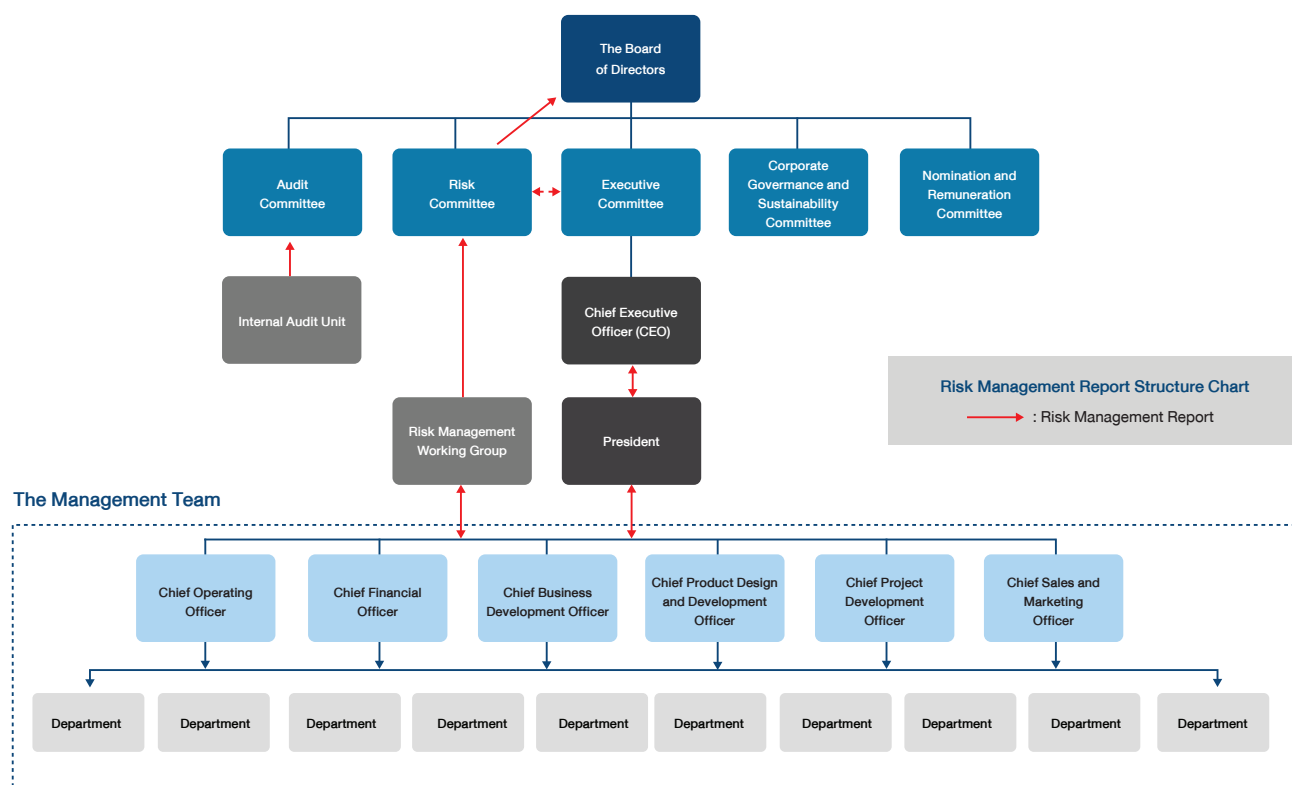 The Board
of Directors
Audit
Committee
Risk
Committee
Executive
Committee
Corporate
Governance and
Sustainability
Committee
Nomination and
Remuneration
Committee
Internal Audit Unit
Chief Executive
Officer (CEO)
Risk Management Report Structure Chart
: Risk Management Report
Risk Management
Working Group
President
The Management Team
Chief Operating
Officer
Chief Financial
Officer
Chief Business
Development Officer
Chief Product Design
and Development
Officer
Chief Project
Development
Officer
Chief Sales and
Marketing
Officer
Department
Department
Department
Department
Department
Department
Department
Department
Department
Department